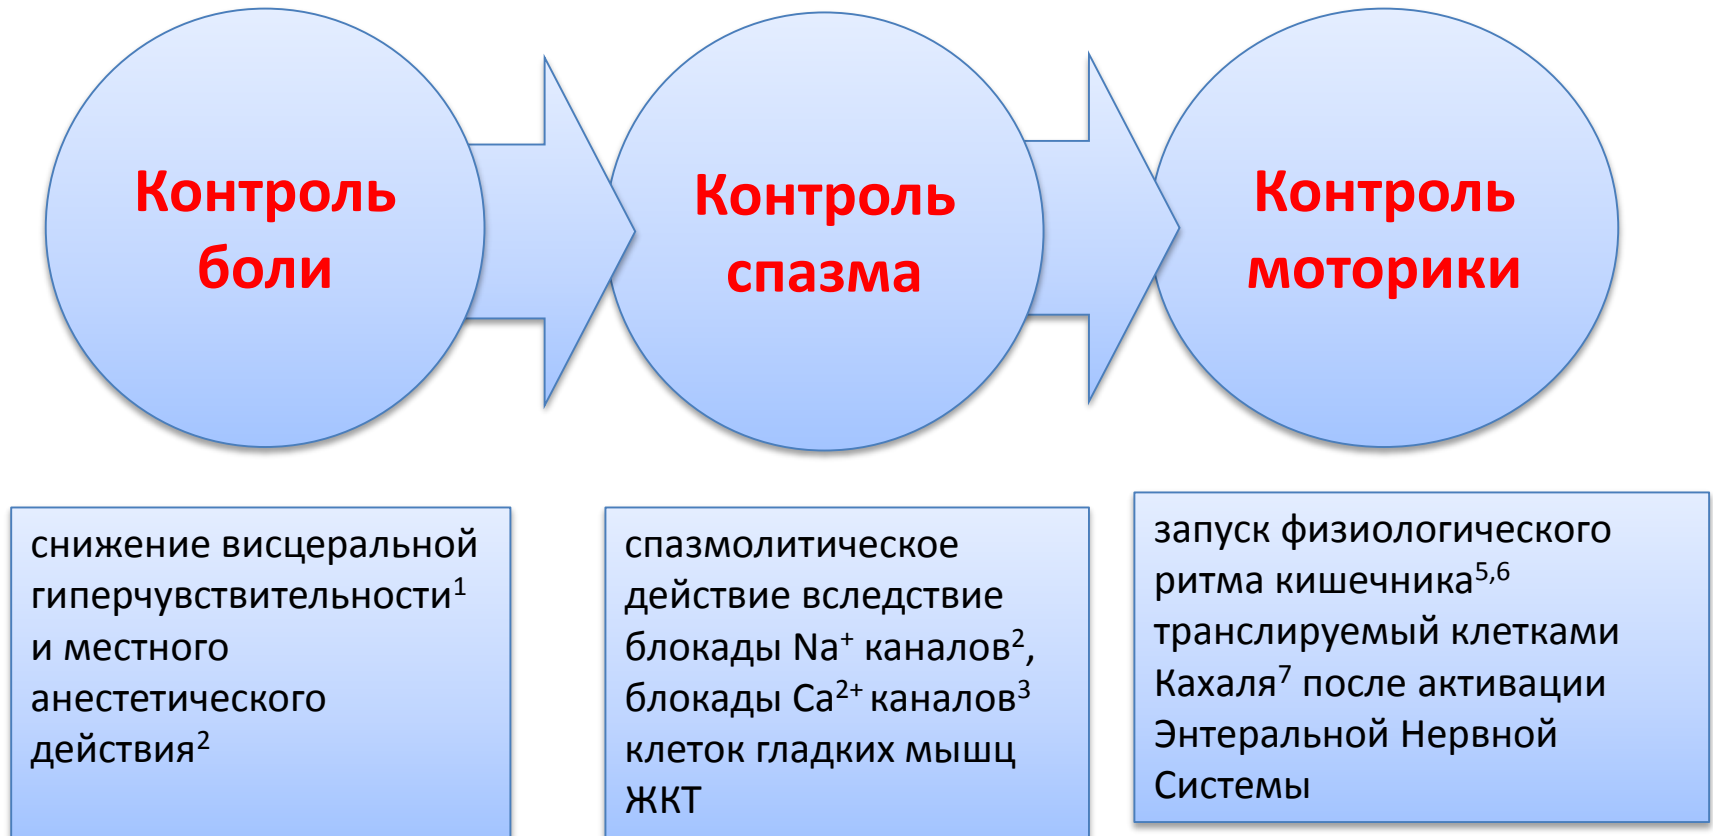 Контроль
боли
Контроль
спазма
Контроль
моторики
снижение висцеральной
гиперчувствительности¹
и местного
анестетического
действия²
спазмолитическое
действие вследствие
блокады Na⁺ каналов²,
блокады Ca²⁺ каналов³
клеток гладких мышц
ЖКТ
запуск физиологического
ритма кишечника⁵,⁶
транслируемый клетками
Кахаля⁷ после активации
Энтеральной Нервной
Системы